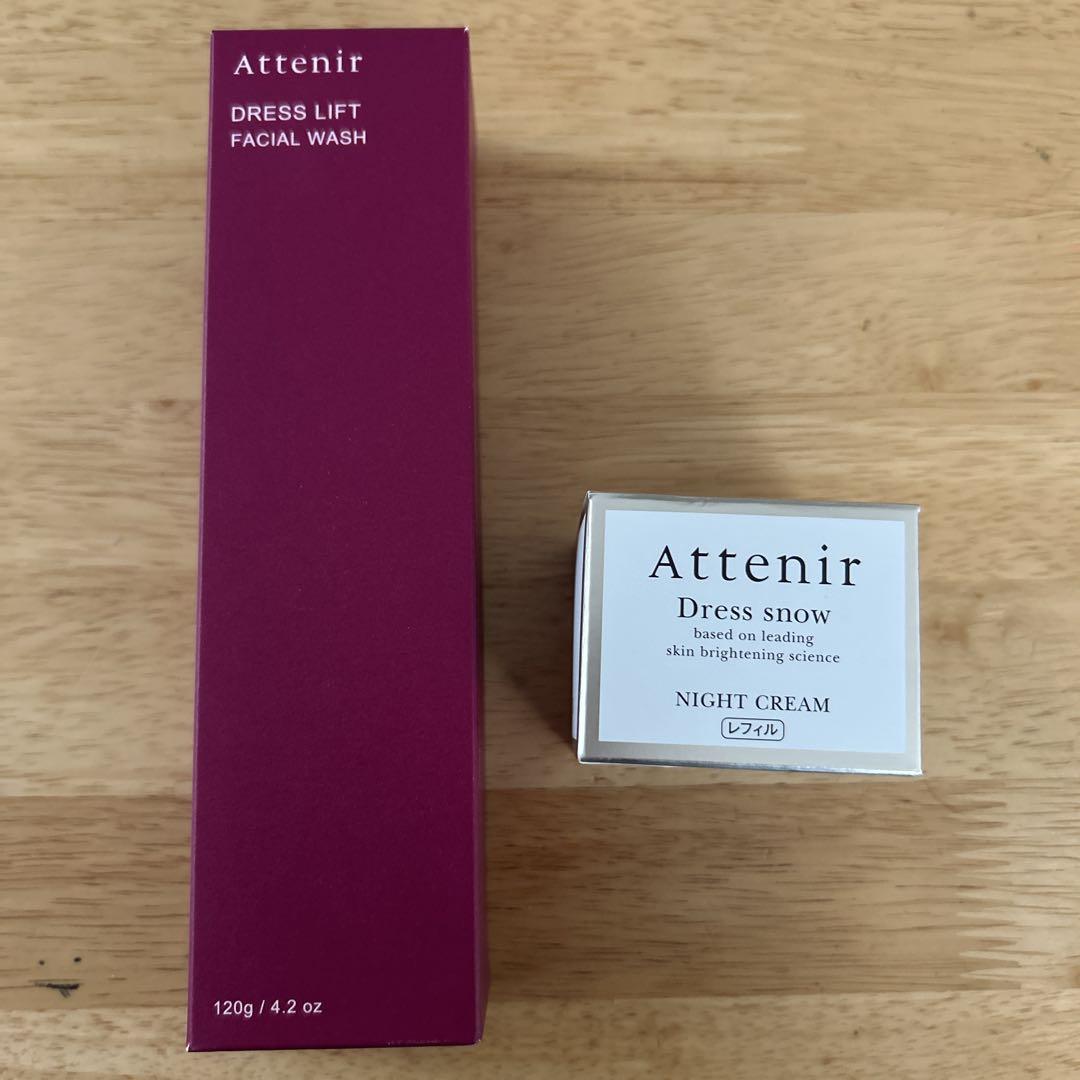 Attenir
DRESS LIFT
FACIAL WASH
120g / 4.2 oz
Attenir
Dress snow
based on leading
skin brightening science
NIGHT CREAM
レフィル